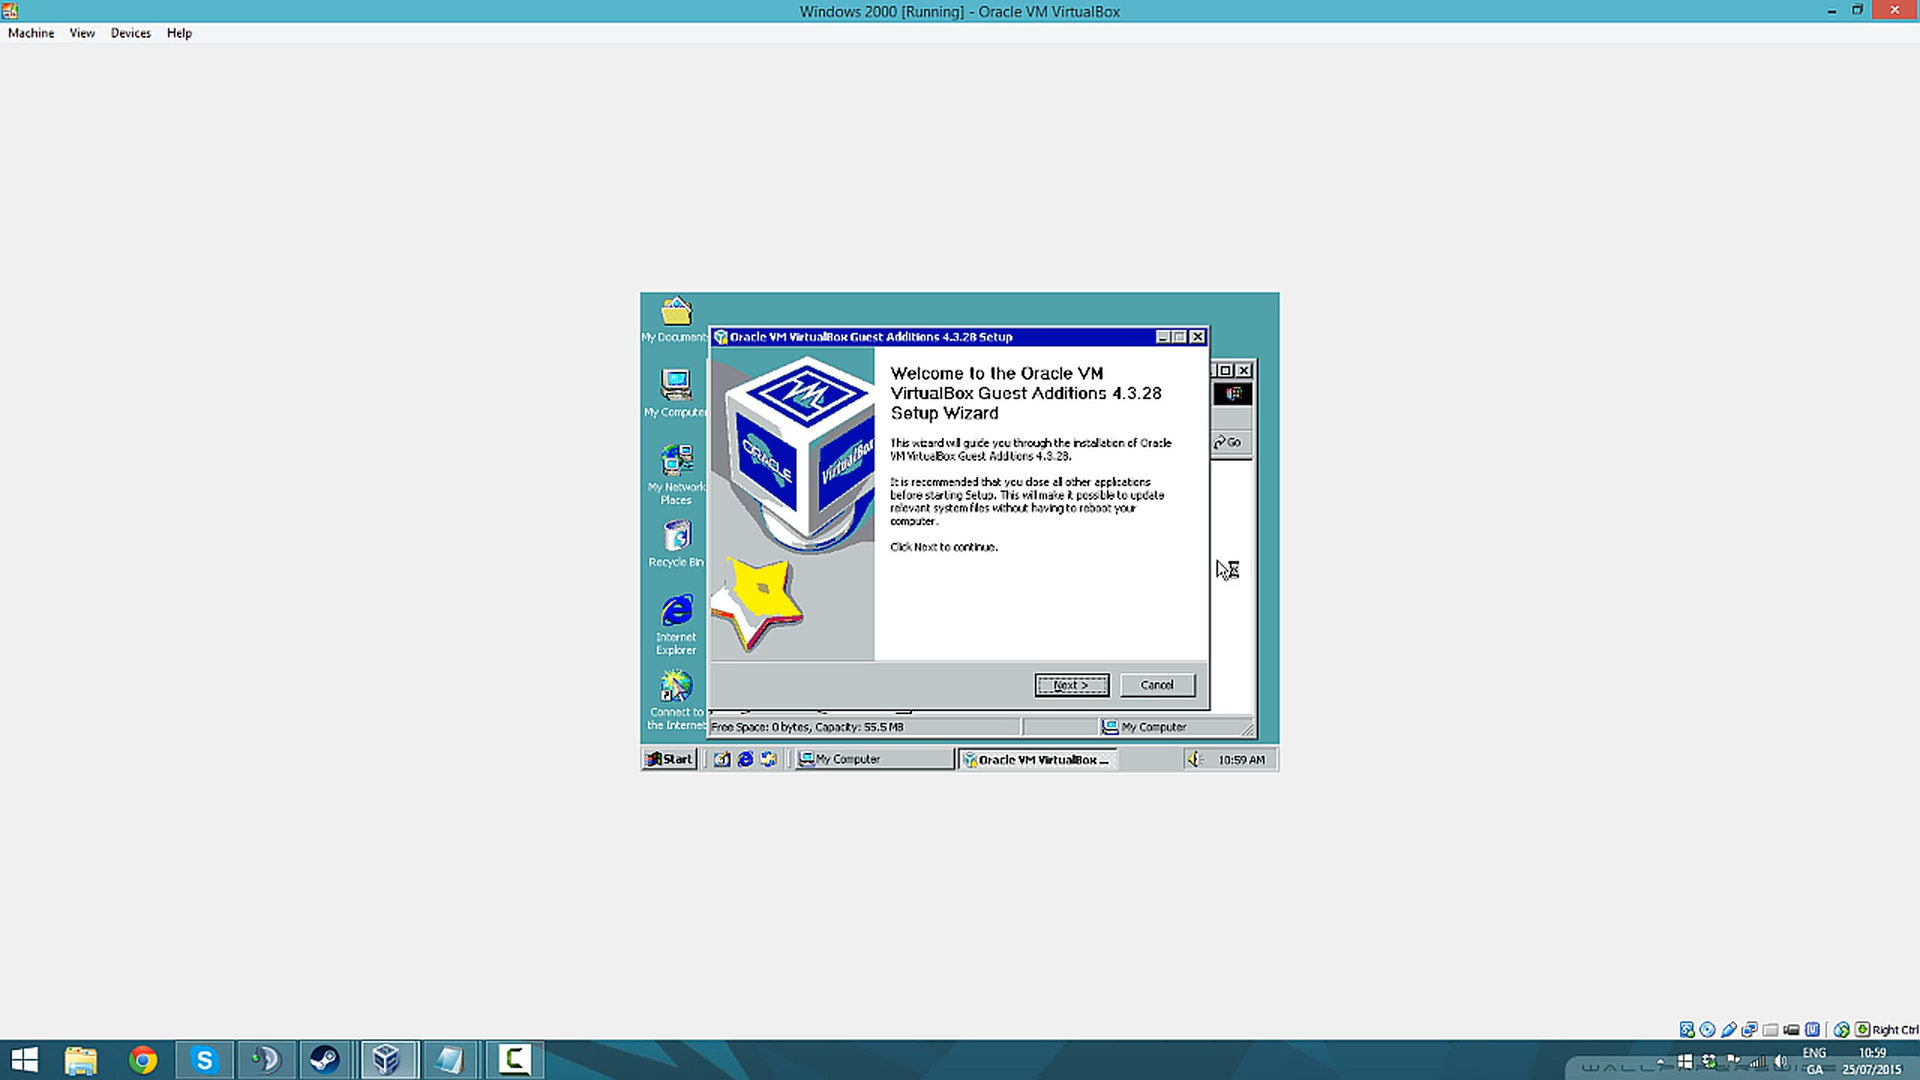 Windows 2000 [Running] - Oracle VM VirtualBox
Machine View Devices Help
My Document
My Compute
My Network
Places
Recycle Bin
Internet
Explorer
Connect to
the Internet
Oracle VM VirtualBox Guest Additions 4.3.28 Setup
ORACLE
VirtualBox
Welcome to the Oracle VM
VirtualBox Guest Additions 4.3.28
Setup Wizard
This wizard will guide you through the installation of Oracle
VM VirtualBox Guest Additions 4.3.28.
It is recommended that you close all other applications
before starting Setup. This will make it possible to update
relevant system files without having to reboot your
computer.
Click Next to continue.
Next >
Cancel
Go
Free Space: 0 bytes, Capacity: 55.5 MB
My Computer
Start
My Computer
Oracle VM VirtualBox ...
10:59 AM
Right Ctrl
ENG
GA
10:59
25/07/2015